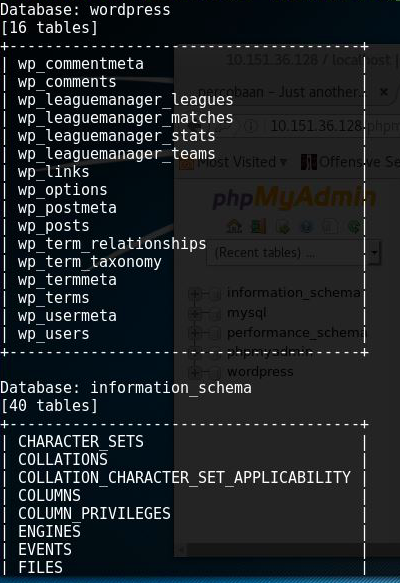 Database: wordpress
[16 tables]
+---------------------------------------+
| wp_commentmeta |
| wp_comments |
| wp_leaguemanager_leagues |
| wp_leaguemanager_matches |
| wp_leaguemanager_stats |
| wp_leaguemanager_teams |
| wp_links |
| wp_options |
| wp_postmeta |
| wp_posts |
| wp_term_relationships |
| wp_term_taxonomy |
| wp_termmeta |
| wp_terms |
| wp_usermeta |
| wp_users |
+---------------------------------------+
Database: information_schema
[40 tables]
+---------------------------------------+
| CHARACTER_SETS |
| COLLATIONS |
| COLLATION_CHARACTER_SET_APPLICABILITY |
| COLUMNS |
| COLUMN_PRIVILEGES |
| ENGINES |
| EVENTS |
| FILES |
10.151.36.128 / localhost |
– Just another
10.151.36.128
Most Visited
Offensive Se
phpMyAdmin
(Recent tables) ...
information_schema
mysql
performance_schema
phpmyadmin
wordpress